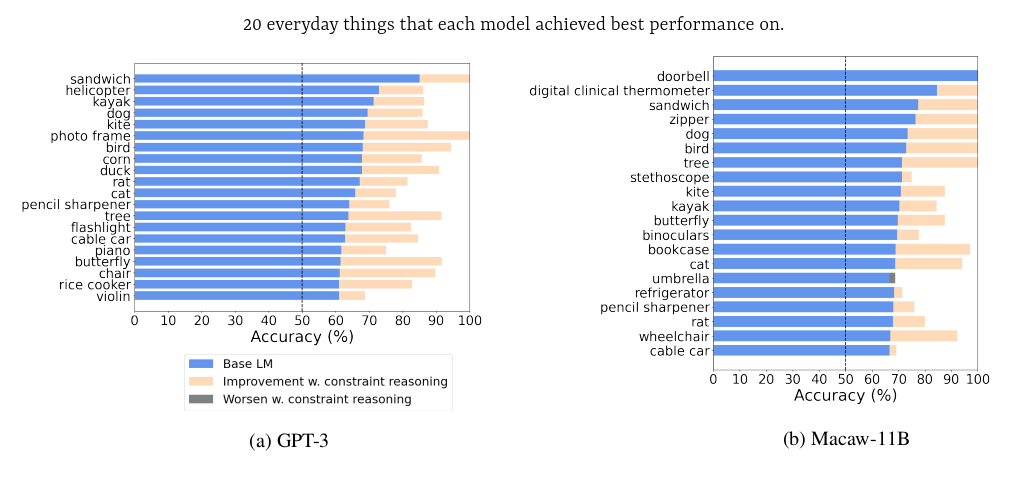 20 everyday things that each model achieved best performance on.
sandwich
helicopter
kayak
dog
kite
photo frame
bird
corn
duck
rat
cat
pencil sharpener
tree
flashlight
cable car
piano
butterfly
chair
rice cooker
violin
0 10 20 30 40 50 60 70 80 90 100
Accuracy (%)
Base LM
Improvement w. constraint reasoning
Worsen w. constraint reasoning
(a) GPT-3
doorbell
digital clinical thermometer
sandwich
zipper
dog
bird
tree
stethoscope
kite
kayak
butterfly
binoculars
bookcase
cat
umbrella
refrigerator
pencil sharpener
rat
wheelchair
cable car
0 10 20 30 40 50 60 70 80 90 100
Accuracy (%)
(b) Macaw-11B